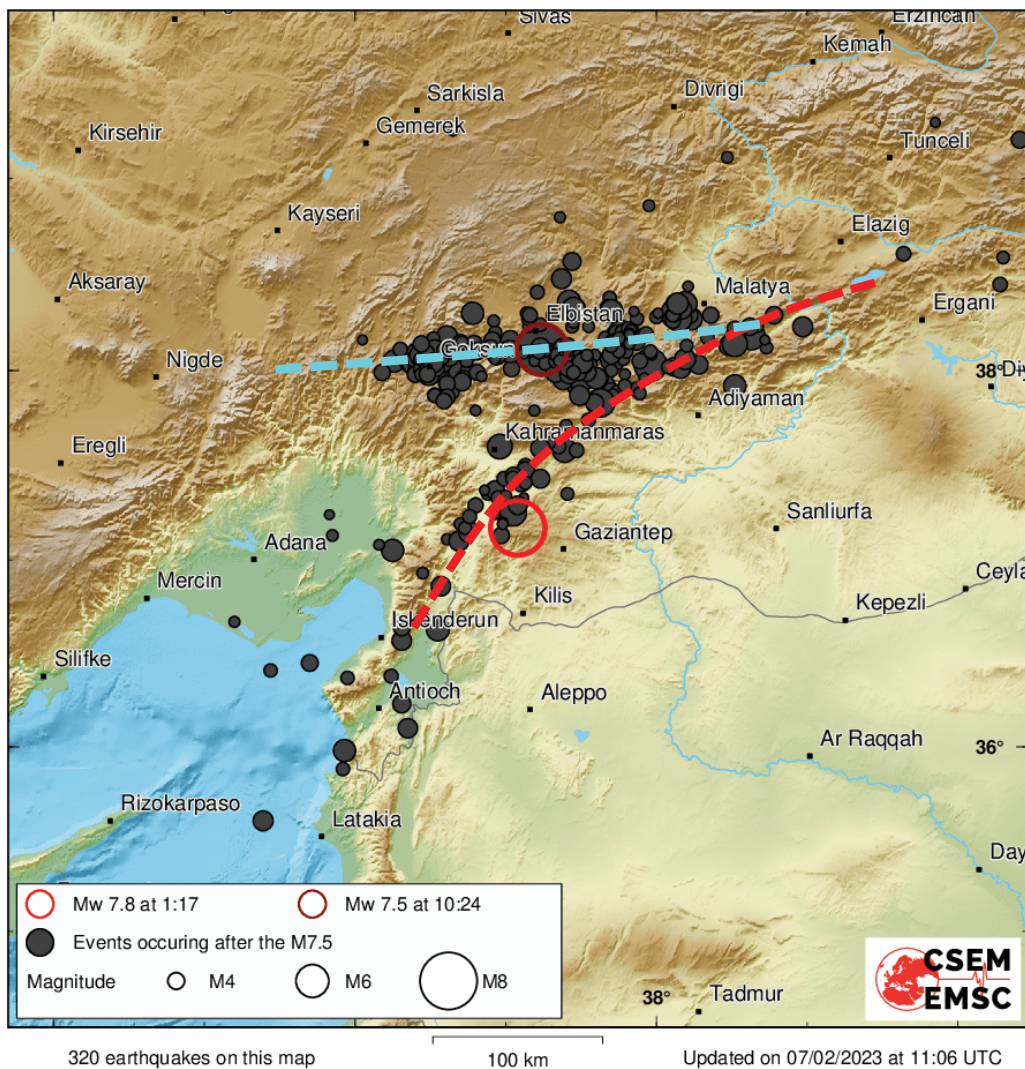 Sivas
Erzincan
Kemah
Sarkisla
Divrigi
Gemerek
Kirsehir
Tunceli
Kayseri
Elazig
Aksaray
Malatya
Elbistan
Ergani
Goksun
Nigde
38°
Adiyaman
Eregli
Kahramanmaras
Sanliurfa
Adana
Gaziantep
Mercin
Ceyla
Kilis
Kepezli
Iskenderun
Silifke
Antioch
Aleppo
Ar Raqqah
36°
Rizokarpaso
Latakia
Day
Mw 7.8 at 1:17
Mw 7.5 at 10:24
Events occuring after the M7.5
Magnitude M4 M6 M8
CSEM
EMSC
38°
Tadmur
320 earthquakes on this map
100 km
Updated on 07/02/2023 at 11:06 UTC